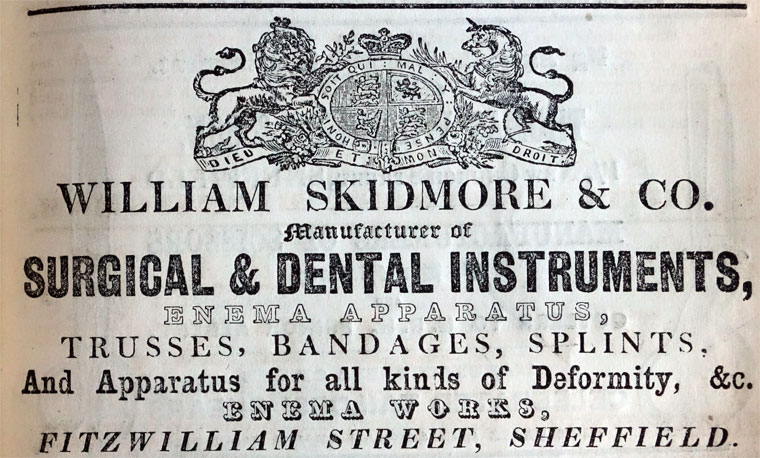 HONI SOIT QUI MAL Y PENSE
DIEU ET MON DROIT
WILLIAM SKIDMORE & CO.
Manufacturer of
SURGICAL & DENTAL INSTRUMENTS,
ENEMA APPARATUS,
TRUSSES, BANDAGES, SPLINTS,
And Apparatus for all kinds of Deformity, &c.
ENEMA WORKS,
FITZWILLIAM STREET, SHEFFIELD.